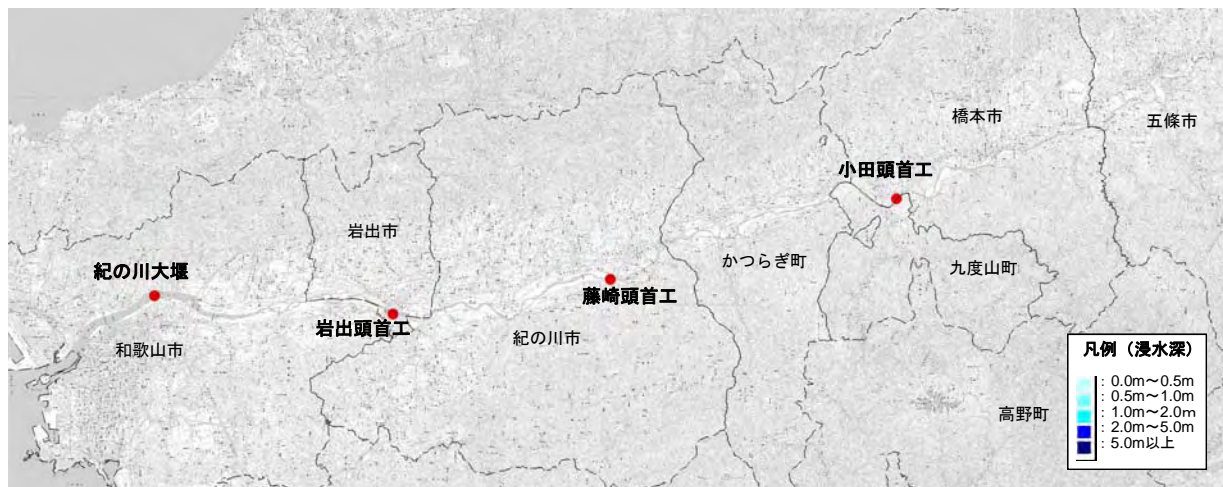 橋本市
五條市
小田頭首工
岩出市
かつらぎ町
九度山町
紀の川大堰
藤崎頭首工
岩出頭首工
紀の川市
和歌山市
高野町
凡例（浸水深）
: 0.0m～0.5m
: 0.5m～1.0m
: 1.0m～2.0m
: 2.0m～5.0m
: 5.0m以上